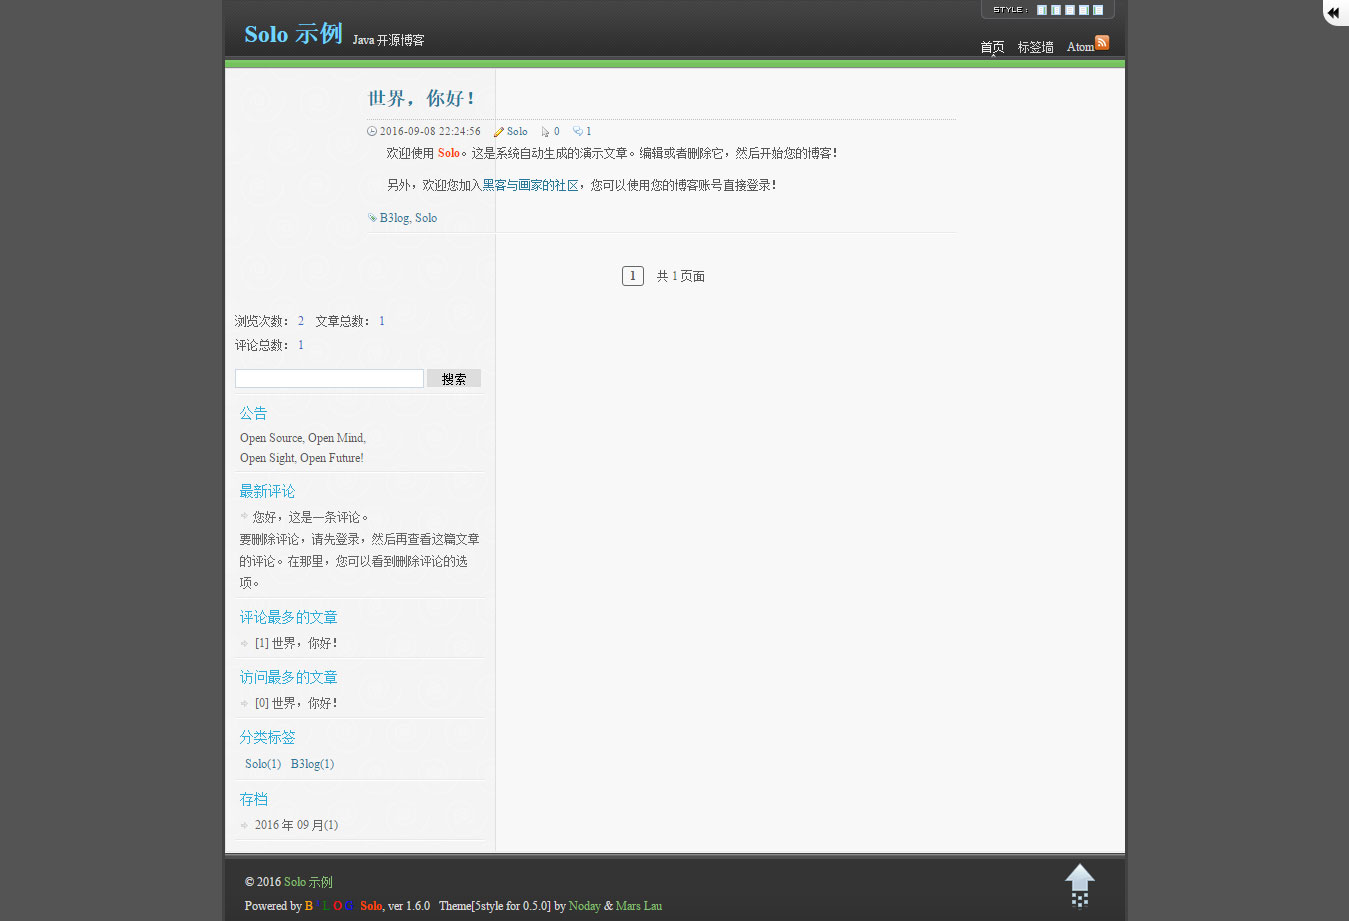 STYLE :
Solo 示例 Java 开源博客
首页 标签墙 Atom
世界，你好！
2016-09-08 22:24:56 Solo 0 1
欢迎使用 Solo。这是系统自动生成的演示文章。编辑或者删除它，然后开始您的博客！
另外，欢迎您加入黑客与画家的社区，您可以使用您的博客账号直接登录！
B3log, Solo
1 共 1 页面
浏览次数： 2 文章总数： 1
评论总数： 1
搜索
公告
Open Source, Open Mind,
Open Sight, Open Future!
最新评论
您好，这是一条评论。
要删除评论，请先登录，然后再查看这篇文章
的评论。在那里，您可以看到删除评论的选
项。
评论最多的文章
[1] 世界，你好！
访问最多的文章
[0] 世界，你好！
分类标签
Solo(1) B3log(1)
存档
2016 年 09 月(1)
© 2016 Solo 示例
Powered by B3LOG Solo, ver 1.6.0 Theme[5style for 0.5.0] by Noday & Mars Lau